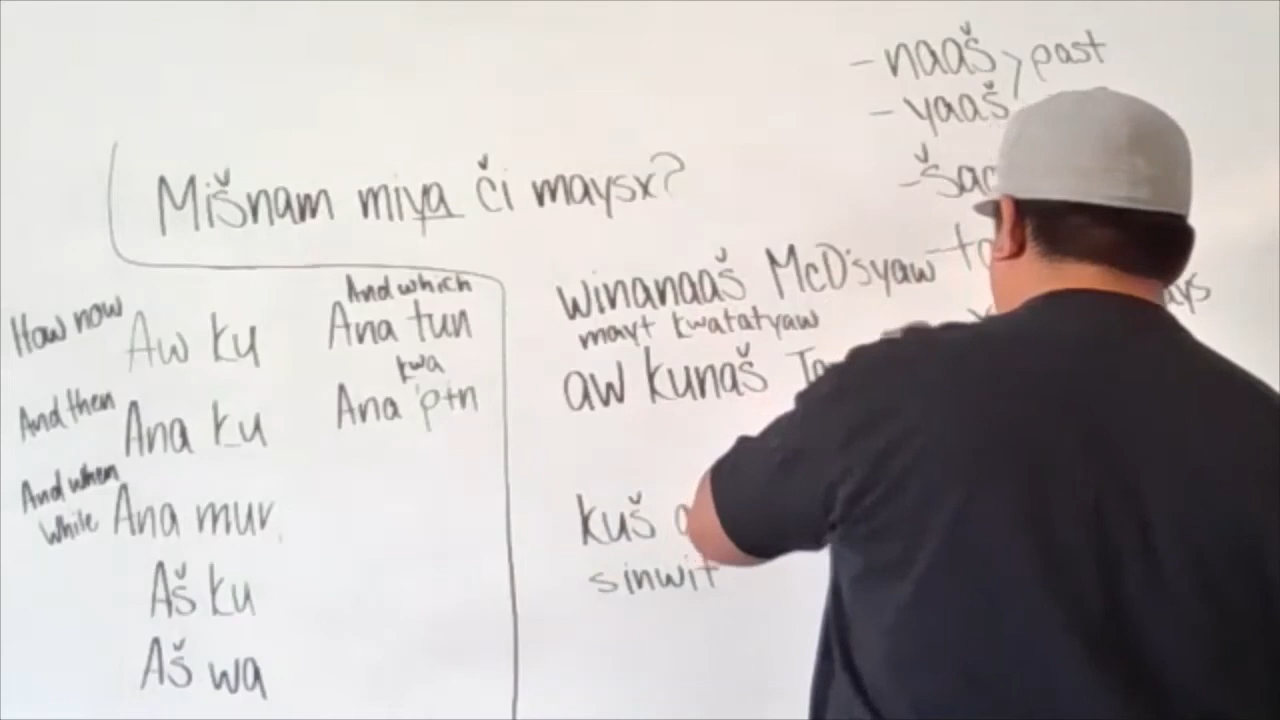 -naaš > past
-yaaš
Mišnam miya či maysx?
How now Aw ku
And then Ana ku
And when
while Ana mun
Aš ku
Aš wa
And which
Ana tun
kwa
Ana ptn
winanaaš McD'syaw
mayt kwatatyaw
aw kunaš
kuš
sinwit